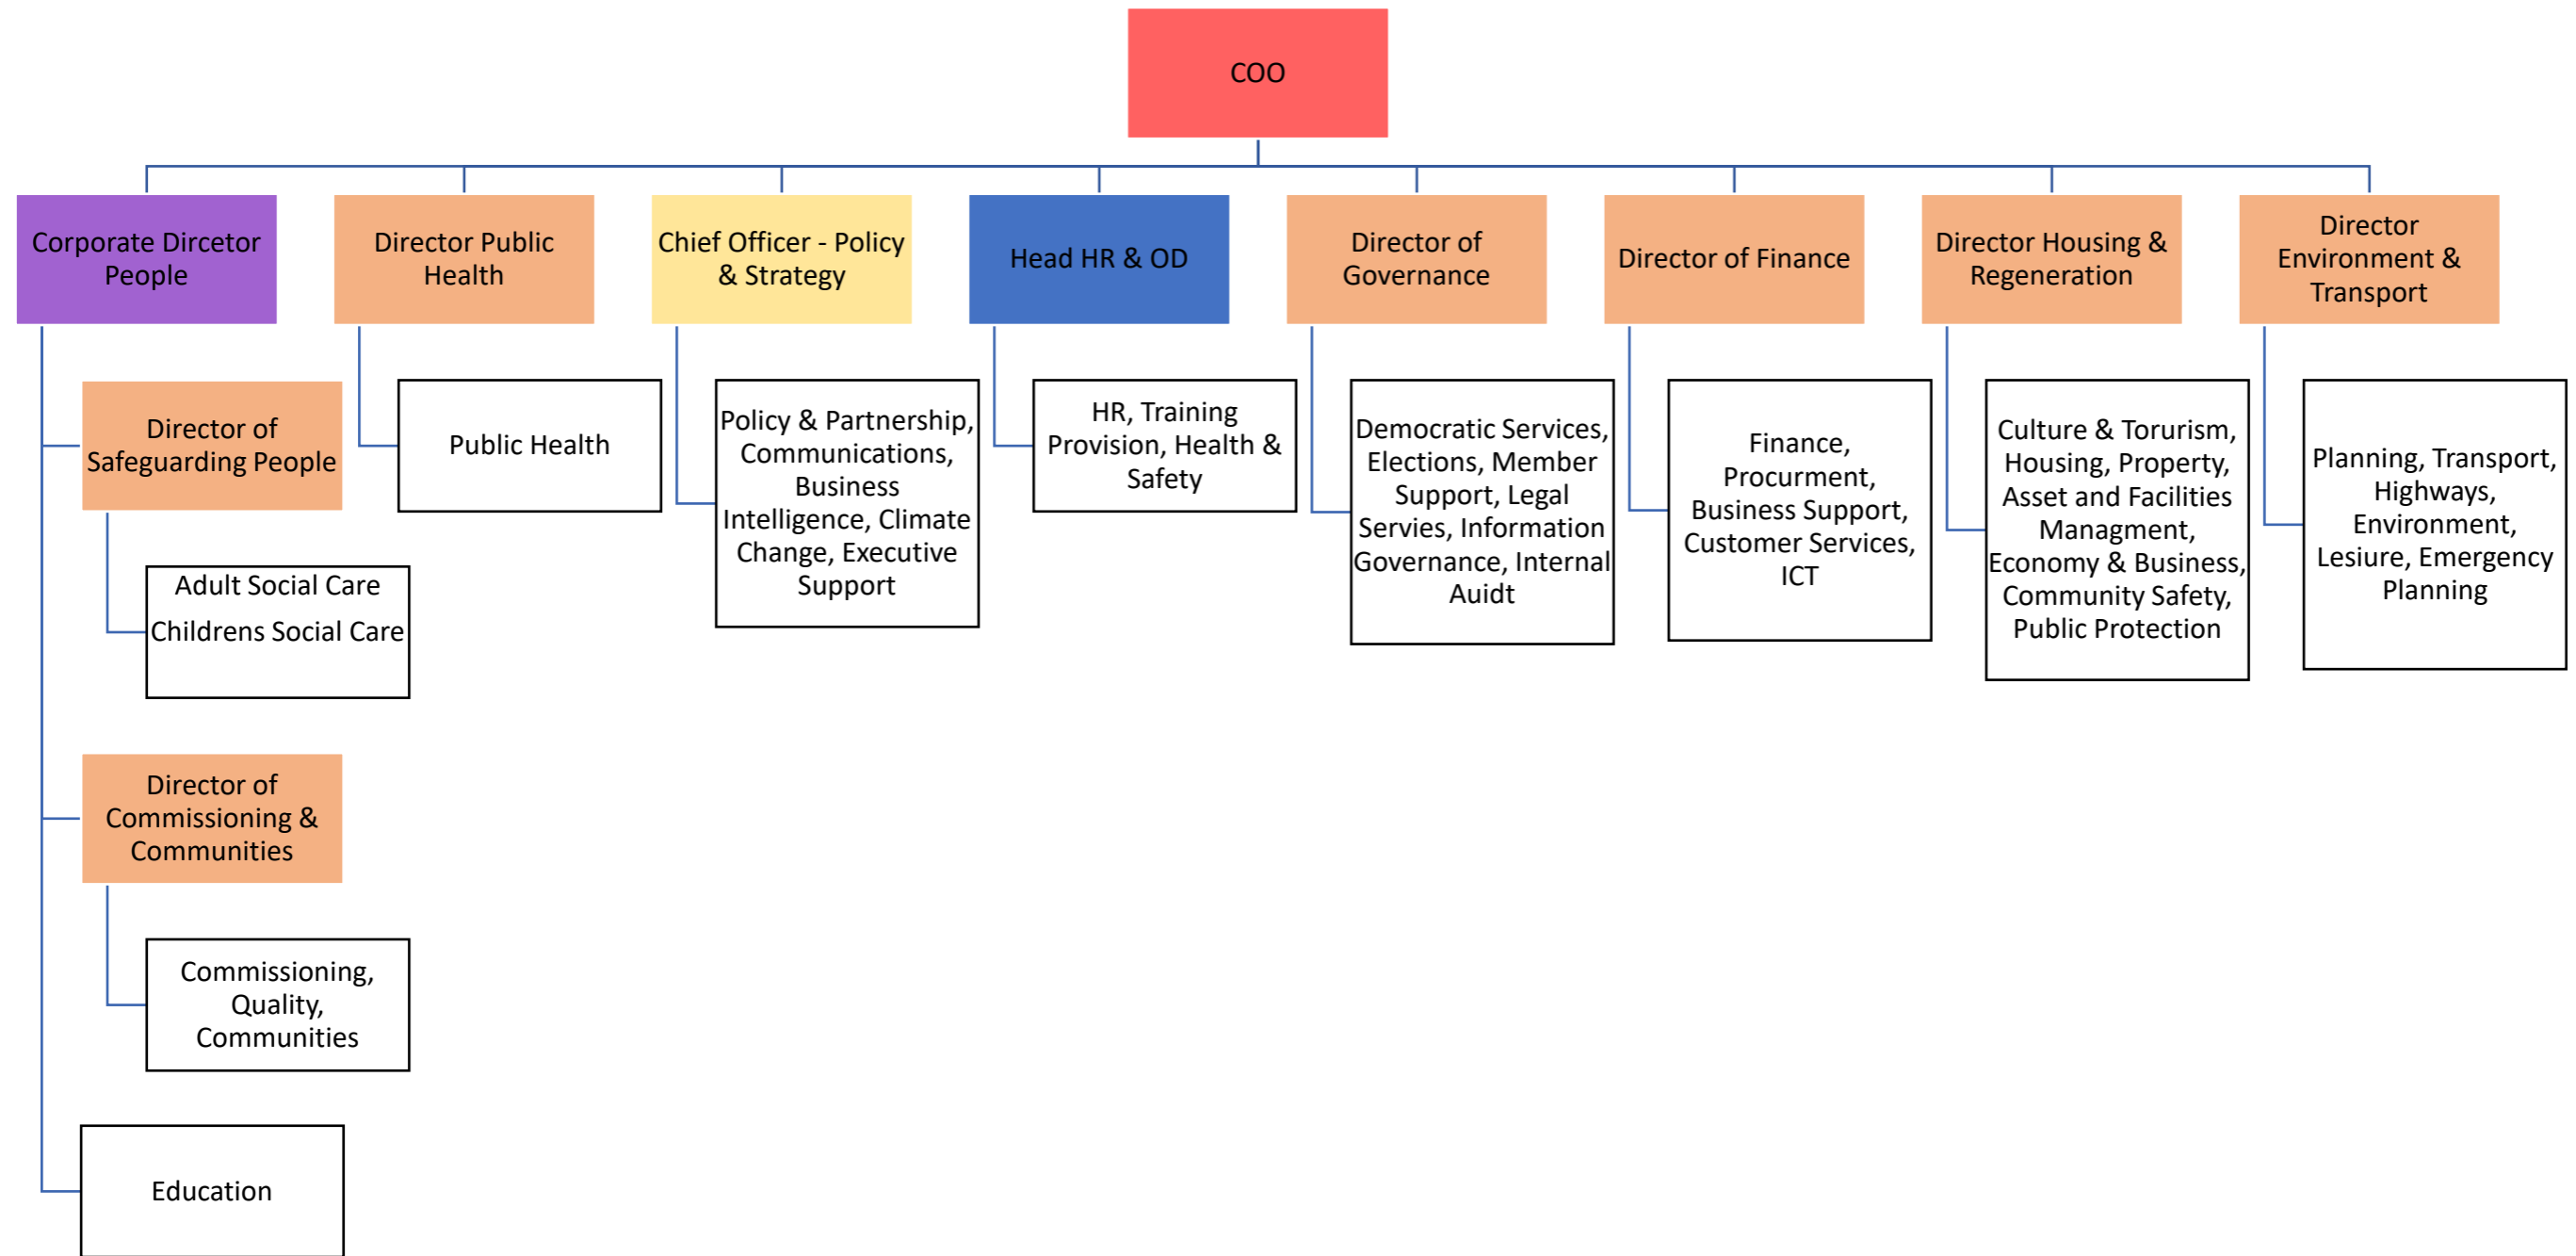 COO
Corporate Dircetor
People
Director Public
Health
Chief Officer - Policy
& Strategy
Head HR & OD
Director of
Governance
Director of Finance
Director Housing &
Regeneration
Director
Environment &
Transport
Director of
Safeguarding People
Adult Social Care
Childrens Social Care
Director of
Commissioning &
Communities
Commissioning,
Quality,
Communities
Education
Public Health
Policy & Partnership,
Communications,
Business
Intelligence, Climate
Change, Executive
Support
HR, Training
Provision, Health &
Safety
Democratic Services,
Elections, Member
Support, Legal
Servies, Information
Governance, Internal
Auidt
Finance,
Procurment,
Business Support,
Customer Services,
ICT
Culture & Torurism,
Housing, Property,
Asset and Facilities
Managment,
Economy & Business,
Community Safety,
Public Protection
Planning, Transport,
Highways,
Environment,
Lesiure, Emergency
Planning